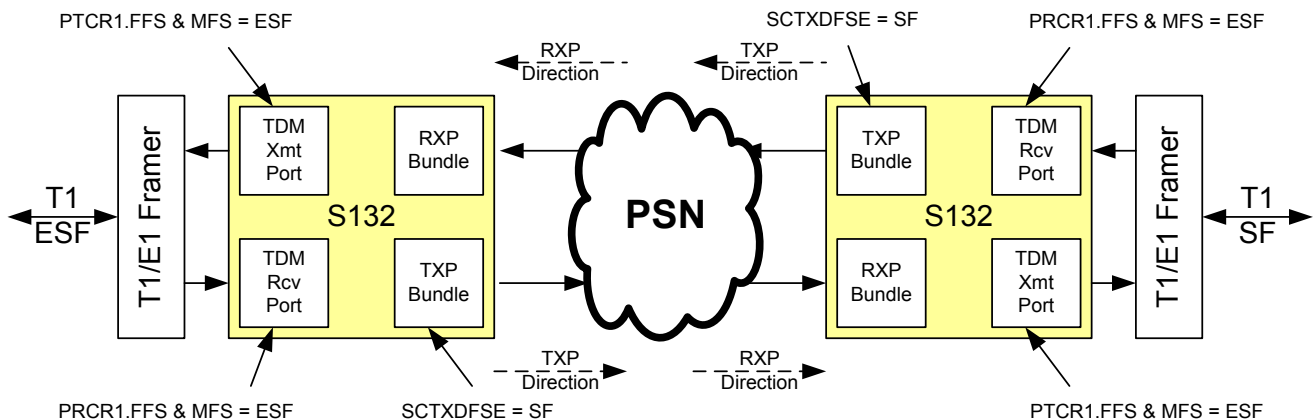 PTCR1.FFS & MFS = ESF
SCTXDFSE = SF
PRCR1.FFS & MFS = ESF
RXP
Direction
TXP
Direction
T1
ESF
T1/E1 Framer
TDM
Xmt
Port
RXP
Bundle
S132
TDM
Rcv
Port
TXP
Bundle
PSN
TXP
Bundle
TDM
Rcv
Port
S132
RXP
Bundle
TDM
Xmt
Port
T1/E1 Framer
T1
SF
TXP
Direction
RXP
Direction
PRCR1.FFS & MFS = ESF
SCTXDFSE = SF
PTCR1.FFS & MFS = ESF